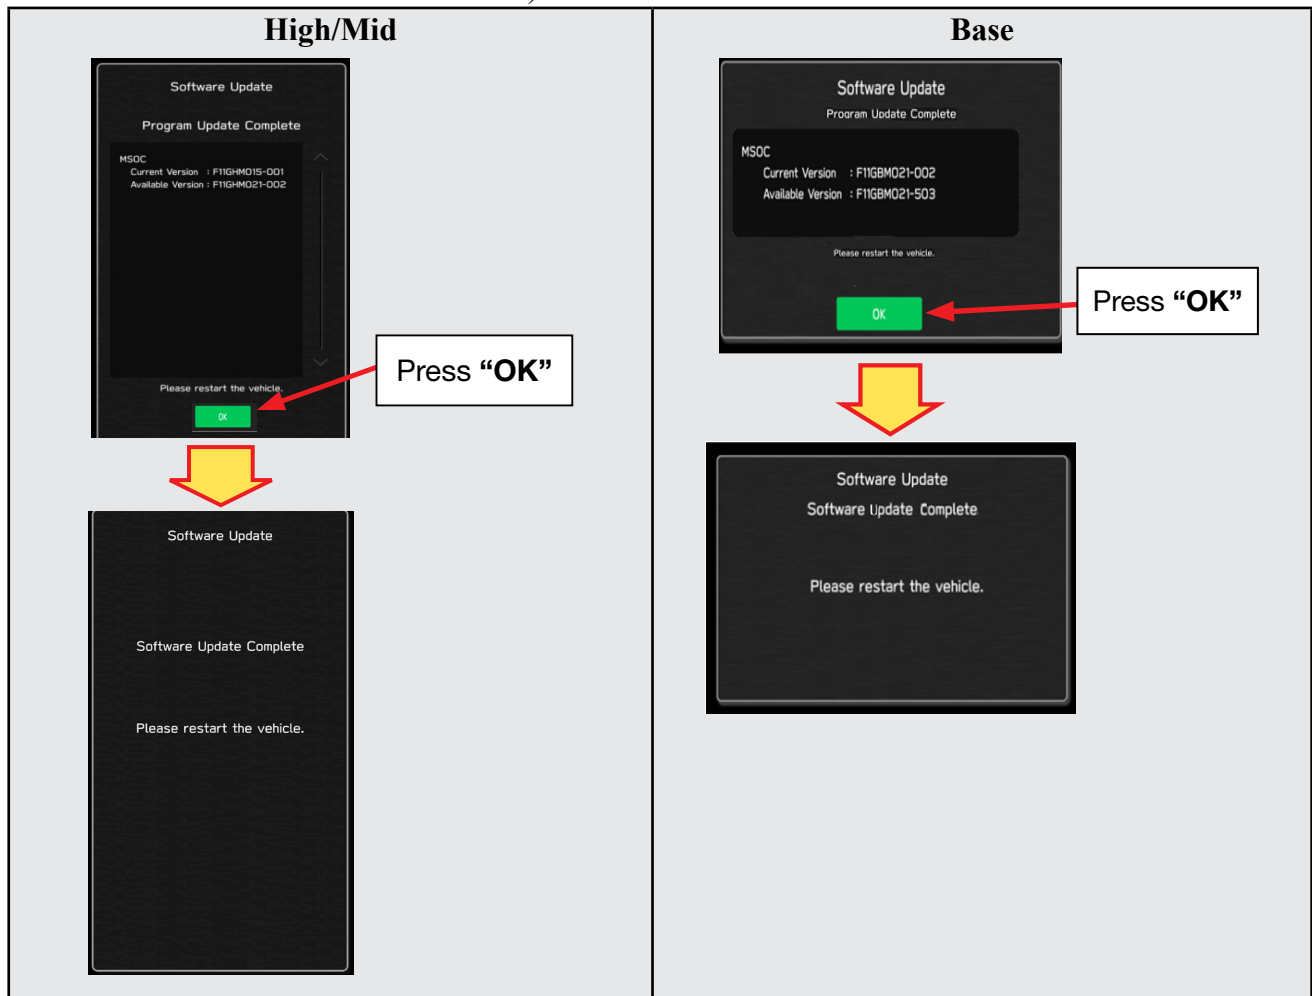 High/Mid
Software Update
Program Update Complete
MSOC
Current Version : F11GHM015-001
Available Version : F11GHM021-002
Please restart the vehicle.
OK
Press “OK”
Software Update
Software Update Complete
Please restart the vehicle.
Base
Software Update
Program Update Complete
MSOC
Current Version : F11GBM021-002
Available Version : F11GBM021-503
Please restart the vehicle.
OK
Press “OK”
Software Update
Software Update Complete
Please restart the vehicle.